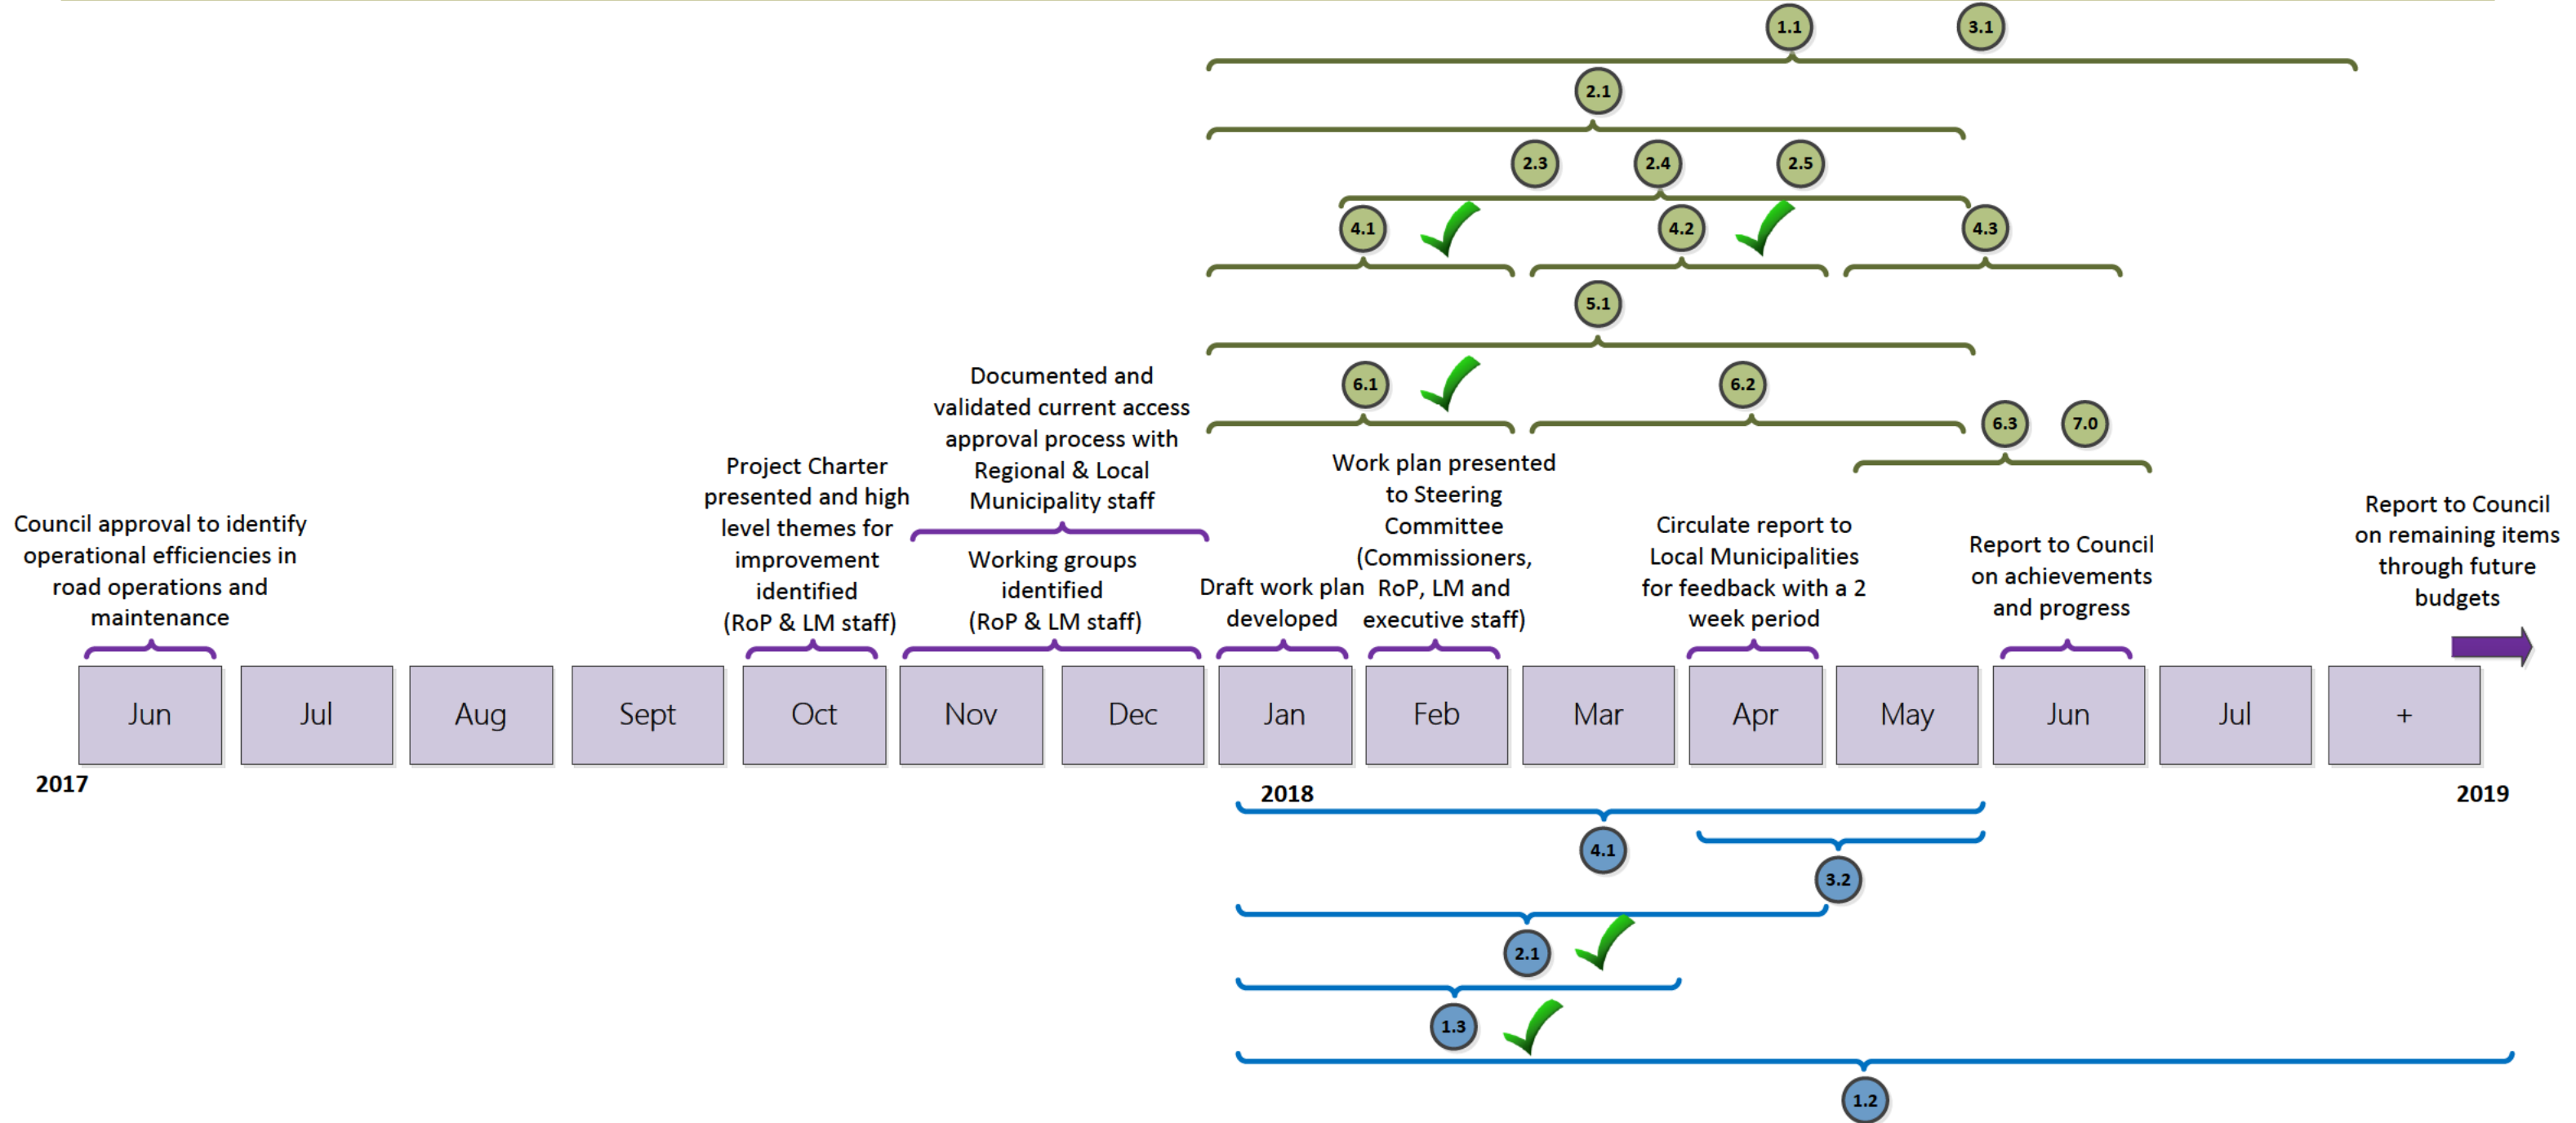 1.1
3.1
2.1
2.3
2.4
2.5
4.1
4.2
4.3
5.1
6.1
6.2
6.3
7.0
Council approval to identify
operational efficiencies in
road operations and
maintenance
Project Charter
presented and high
level themes for
improvement
identified
(RoP & LM staff)
Documented and
validated current access
approval process with
Regional & Local
Municipality staff
Working groups
identified
(RoP & LM staff)
Draft work plan
developed
Work plan presented
to Steering
Committee
(Commissioners,
RoP, LM and
executive staff)
Circulate report to
Local Municipalities
for feedback with a 2
week period
Report to Council
on achievements
and progress
Report to Council
on remaining items
through future
budgets
Jun
Jul
Aug
Sept
Oct
Nov
Dec
Jan
Feb
Mar
Apr
May
Jun
Jul
+
2017
2018
2019
4.1
3.2
2.1
1.3
1.2